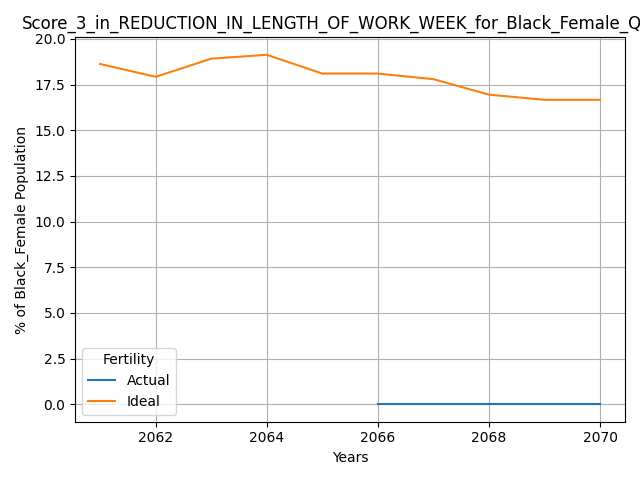 Score_3_in_REDUCTION_IN_LENGTH_OF_WORK_WEEK_for_Black_Female_Q
20.0
17.5
15.0
12.5
10.0
7.5
5.0
2.5
0.0
% of Black_Female Population
Fertility
Actual
Ideal
2062 2064 2066 2068 2070
Years